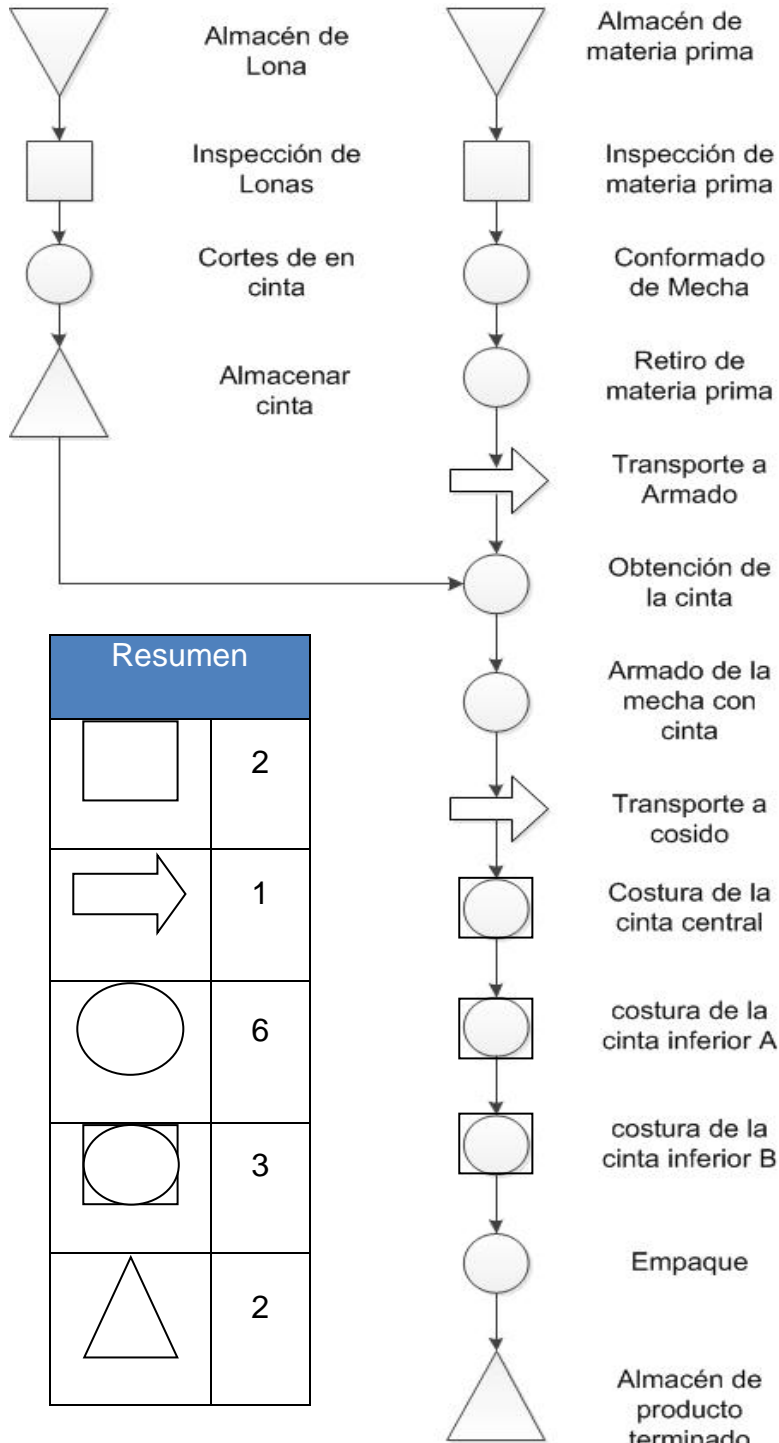 Almacén de
Lona
Inspección de
Lonas
Cortes de en
cinta
Almacenar
cinta
Almacén de
materia prima
Inspección de
materia prima
Conformado
de Mecha
Retiro de
materia prima
Transporte a
Armado
Obtención de
la cinta
Armado de la
mecha con
cinta
Transporte a
cosido
Costura de la
cinta central
costura de la
cinta inferior A
costura de la
cinta inferior B
Empaque
Almacén de
producto
terminado
Resumen
2
1
6
3
2